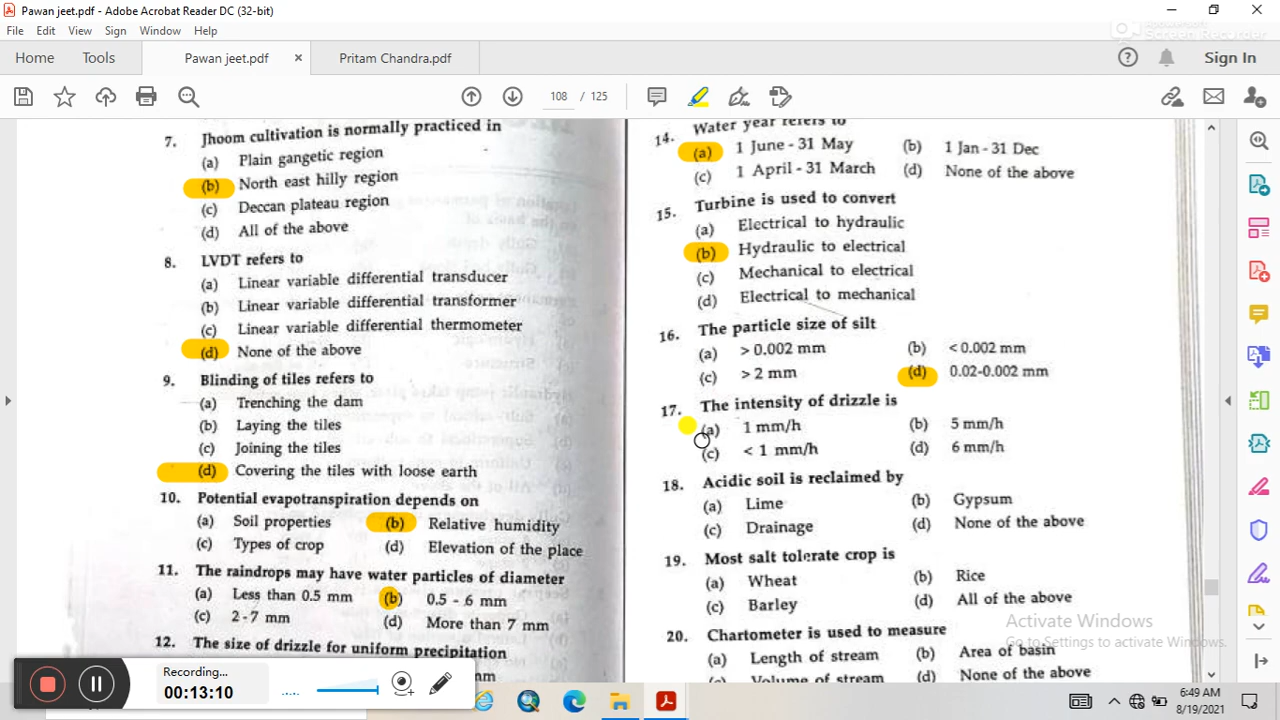 Pawan jeet.pdf - Adobe Acrobat Reader DC (32-bit)
File Edit View Sign Window Help
Home Tools Pawan jeet.pdf × Pritam Chandra.pdf
Sign In
108 / 125
7. Jhoom cultivation is normally practiced in
(a) Plain gangetic region
(b) North east hilly region
(c) Deccan plateau region
(d) All of the above
8. LVDT refers to
(a) Linear variable differential transducer
(b) Linear variable differential transformer
(c) Linear variable differential thermometer
(d) None of the above
9. Blinding of tiles refers to
(a) Trenching the dam
(b) Laying the tiles
(c) Joining the tiles
(d) Covering the tiles with loose earth
10. Potential evapotranspiration depends on
(a) Soil properties (b) Relative humidity
(c) Types of crop (d) Elevation of the place
11. The raindrops may have water particles of diameter
(a) Less than 0.5 mm (b) 0.5 - 6 mm
(c) 2 - 7 mm (d) More than 7 mm
12. The size of drizzle for uniform precipitation
mm
14. Water year refers to
(a) 1 June - 31 May (b) 1 Jan - 31 Dec
(c) 1 April - 31 March (d) None of the above
15. Turbine is used to convert
(a) Electrical to hydraulic
(b) Hydraulic to electrical
(c) Mechanical to electrical
(d) Electrical to mechanical
16. The particle size of silt
(a) > 0.002 mm (b) < 0.002 mm
(c) > 2 mm (d) 0.02-0.002 mm
17. The intensity of drizzle is
(a) 1 mm/h (b) 5 mm/h
(c) < 1 mm/h (d) 6 mm/h
18. Acidic soil is reclaimed by
(a) Lime (b) Gypsum
(c) Drainage (d) None of the above
19. Most salt tolerate crop is
(a) Wheat (b) Rice
(c) Barley (d) All of the above
20. Chartometer is used to measure
(a) Length of stream (b) Area of basin
Volume of stream (d) None of the above
Activate Windows
Go to Settings to activate Windows.
Recording...
00:13:10
6:49 AM
8/19/2021